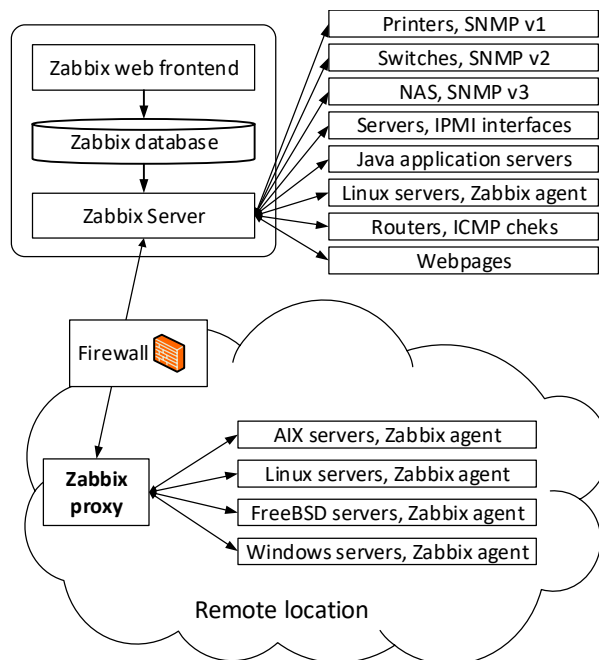 Zabbix web frontend
Zabbix database
Zabbix Server
Printers, SNMP v1
Switches, SNMP v2
NAS, SNMP v3
Servers, IPMI interfaces
Java application servers
Linux servers, Zabbix agent
Routers, ICMP cheks
Webpages
Firewall
Zabbix
proxy
AIX servers, Zabbix agent
Linux servers, Zabbix agent
FreeBSD servers, Zabbix agent
Windows servers, Zabbix agent
Remote location